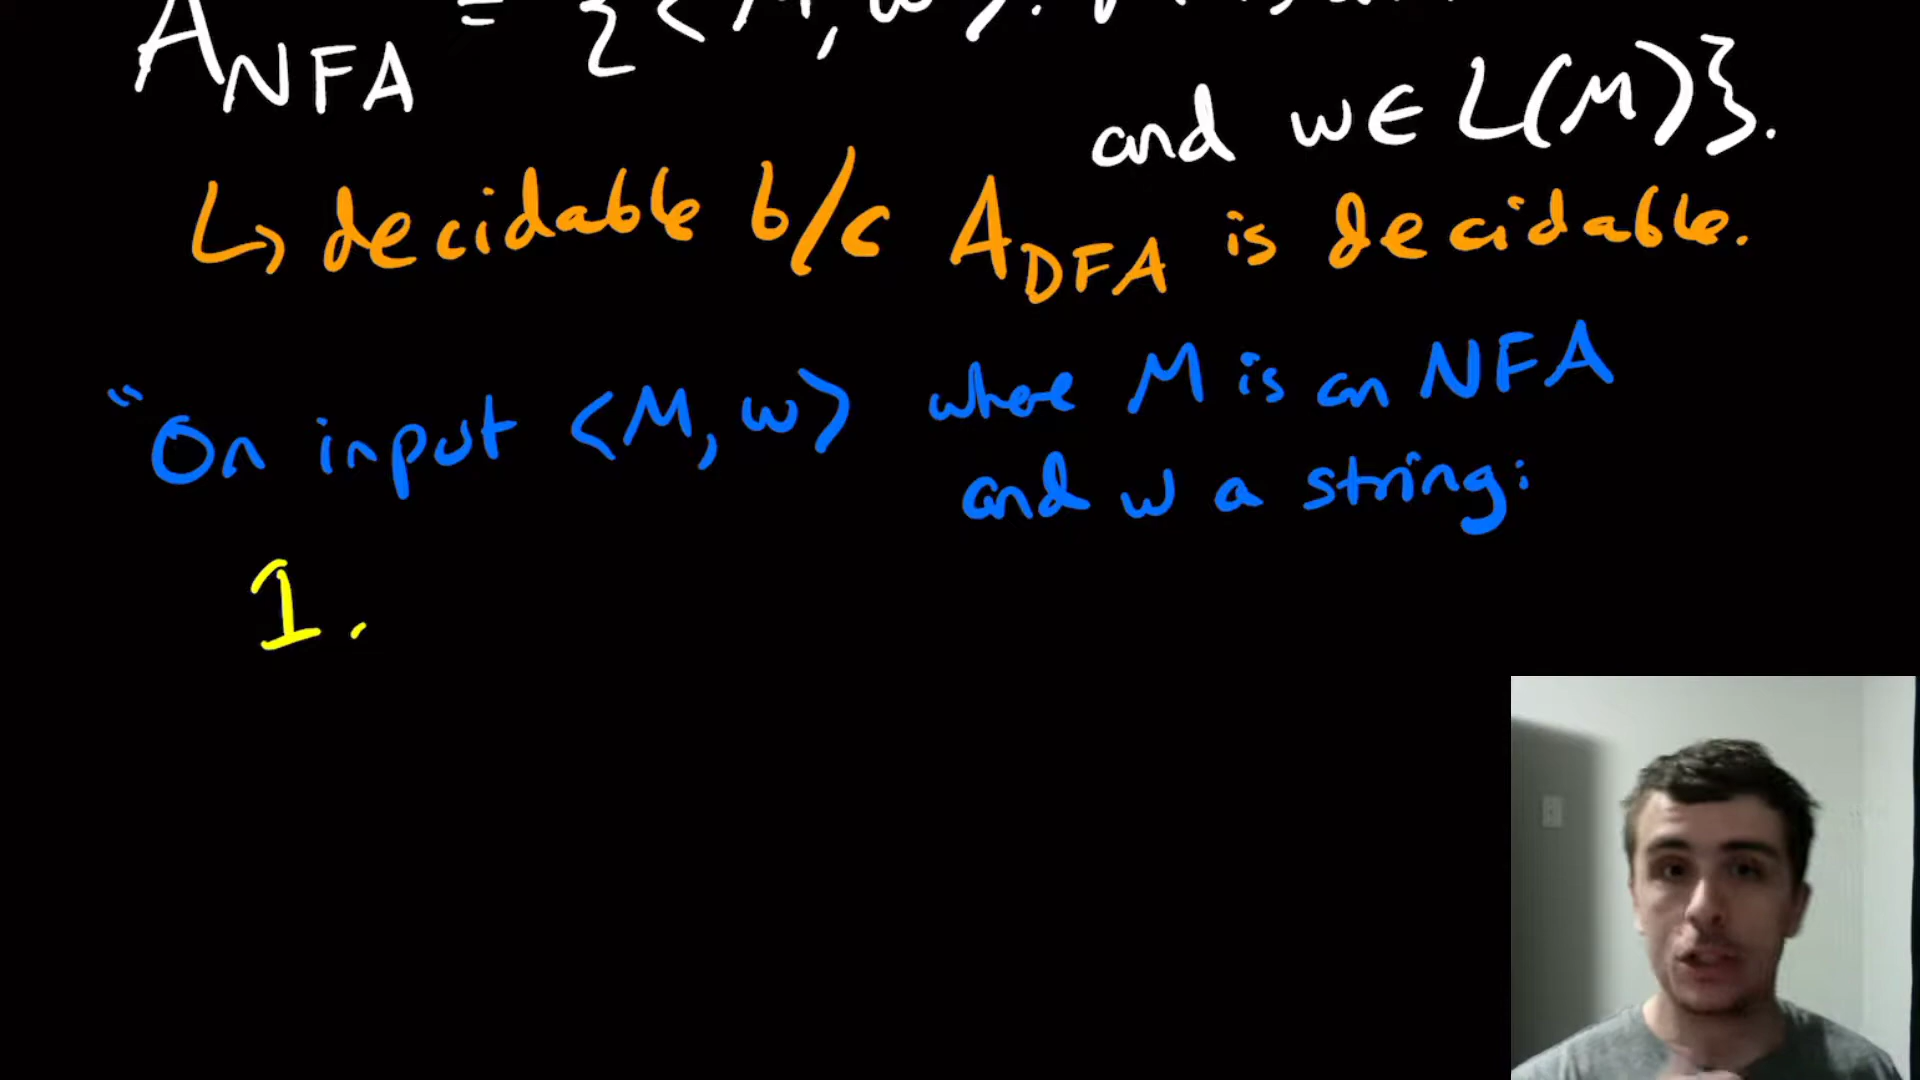 A_NFA = {⟨M, w⟩:
and w ∈ L(M)}.
↳ decidable b/c A_DFA is decidable.
"On input ⟨M, w⟩ where M is an NFA
and w a string:
1.